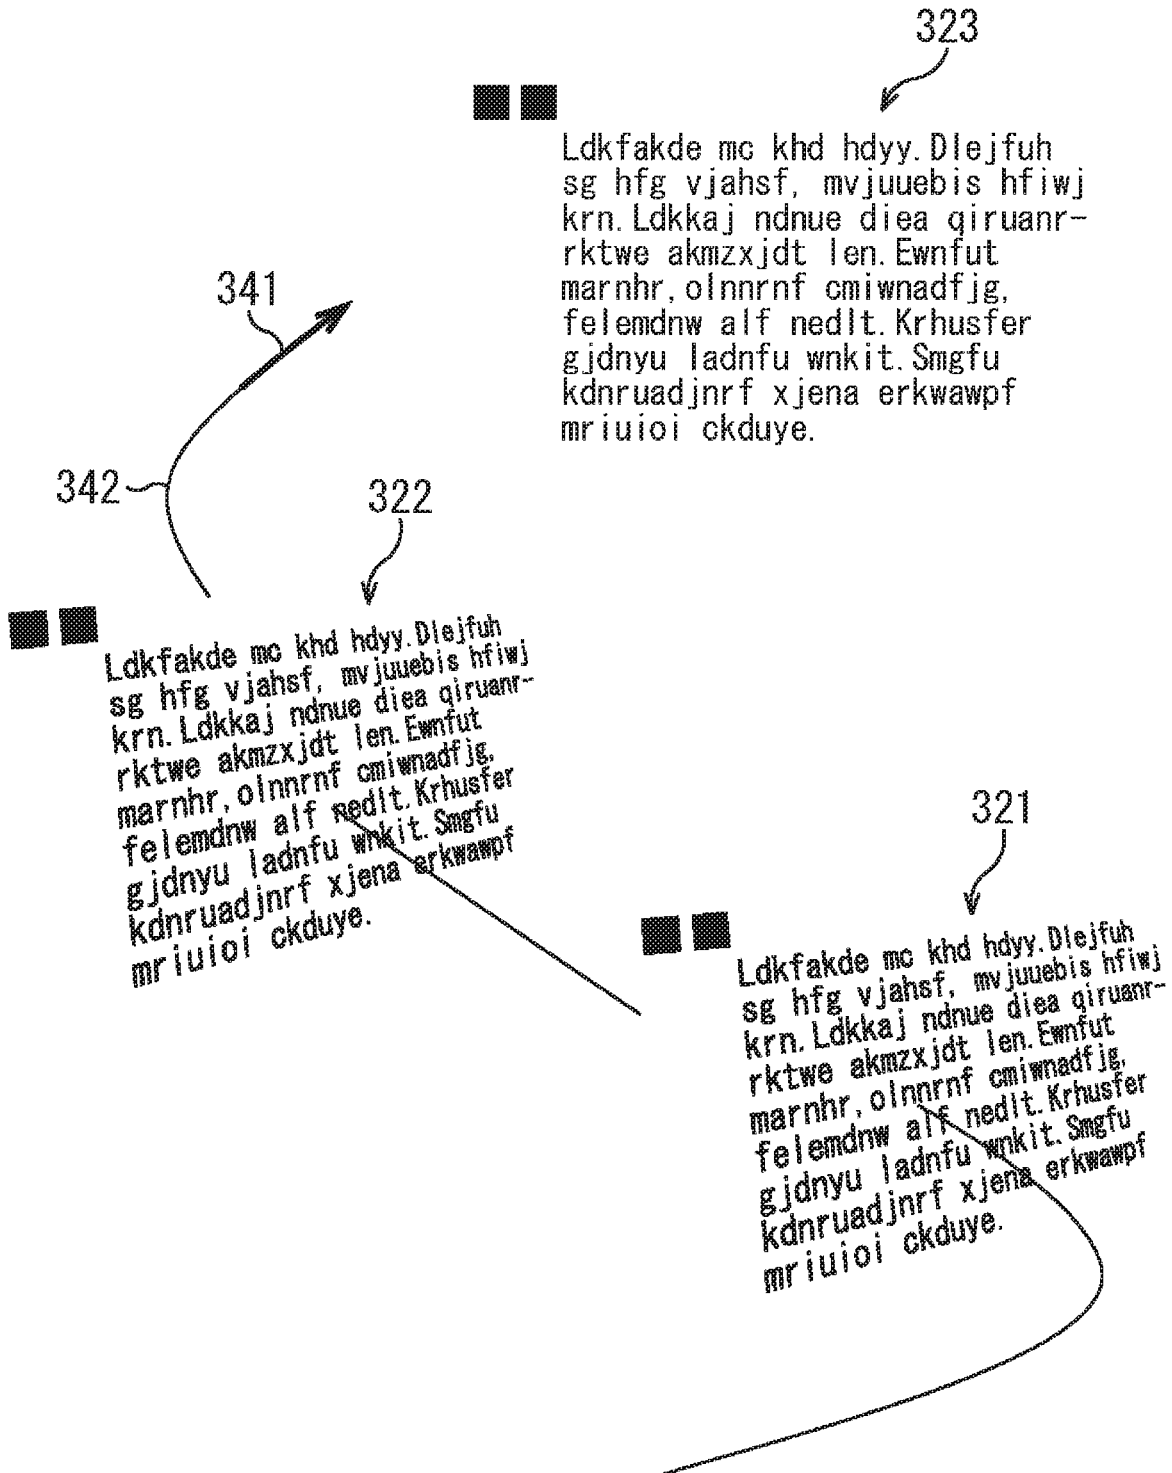 323
Ldkfakde mc khd hdyy. Dlejfuh
sg hfg vjahsf, mvjuuebis hfiwj
krn. Ldkkaj ndnue diea qiruanr-
rktwe akmzxjdt len. Ewnfut
marnhr, olnnrnf cmiwnadfjg,
felemdnw alf nedlt. Krhusfer
gjdnyu ladnfu wnkit. Smgfu
kdnruadjnrf xjena erkwawpf
mriuioi ckduye.
341
342
322
Ldkfakde mc khd hdyy. Dlejfuh
sg hfg vjahsf, mvjuuebis hfiwj
krn. Ldkkaj ndnue diea qiruanr-
rktwe akmzxjdt len. Ewnfut
marnhr, olnnrnf cmiwnadfjg,
felemdnw alf nedlt. Krhusfer
gjdnyu ladnfu wnkit. Smgfu
kdnruadjnrf xjena erkwawpf
mriuioi ckduye.
321
Ldkfakde mc khd hdyy. Dlejfuh
sg hfg vjahsf, mvjuuebis hfiwj
krn. Ldkkaj ndnue diea qiruanr-
rktwe akmzxjdt len. Ewnfut
marnhr, olnnrnf cmiwnadfjg,
felemdnw alf nedlt. Krhusfer
gjdnyu ladnfu wnkit. Smgfu
kdnruadjnrf xjena erkwawpf
mriuioi ckduye.